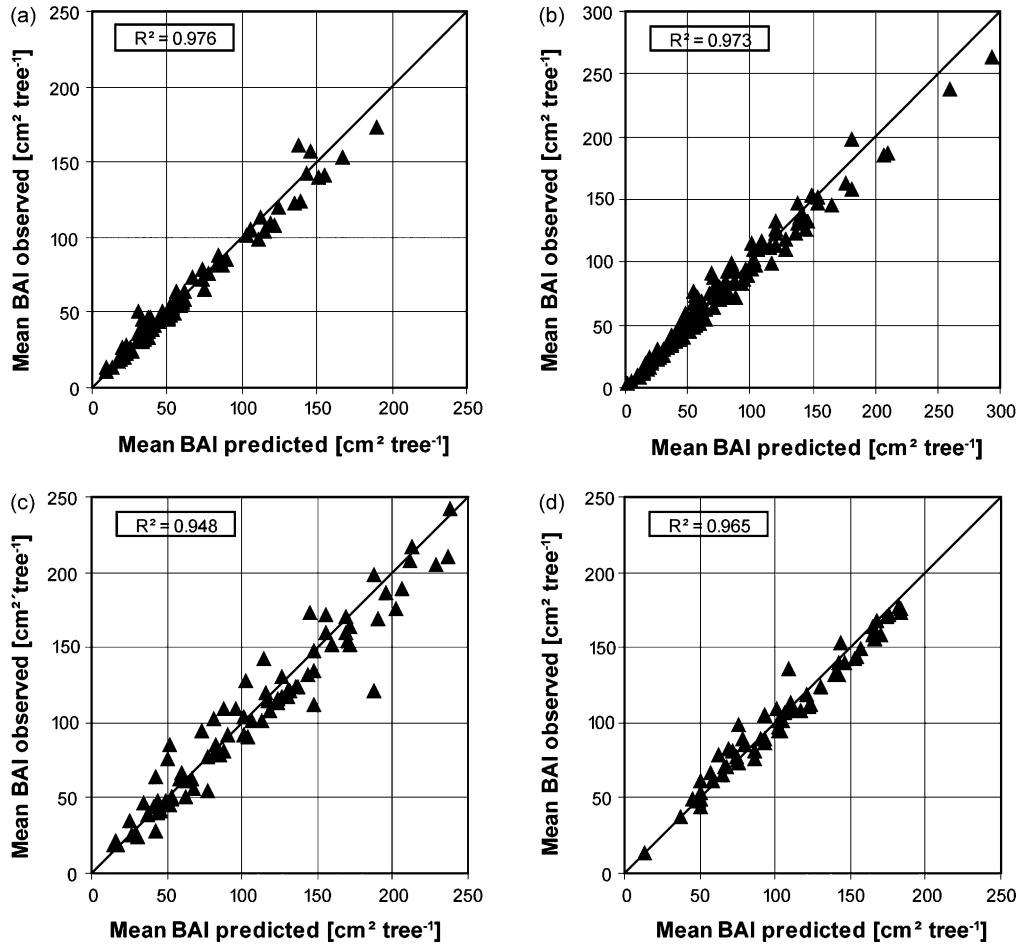 (a)
R² = 0.976
Mean BAI observed [cm² tree⁻¹]
250
200
150
100
50
0
0 50 100 150 200 250
Mean BAI predicted [cm² tree⁻¹]
(b)
R² = 0.973
Mean BAI observed [cm² tree⁻¹]
300
250
200
150
100
50
0
0 50 100 150 200 250 300
Mean BAI predicted [cm² tree⁻¹]
(c)
R² = 0.948
Mean BAI observed [cm² tree⁻¹]
250
200
150
100
50
0
0 50 100 150 200 250
Mean BAI predicted [cm² tree⁻¹]
(d)
R² = 0.965
Mean BAI observed [cm² tree⁻¹]
250
200
150
100
50
0
0 50 100 150 200 250
Mean BAI predicted [cm² tree⁻¹]